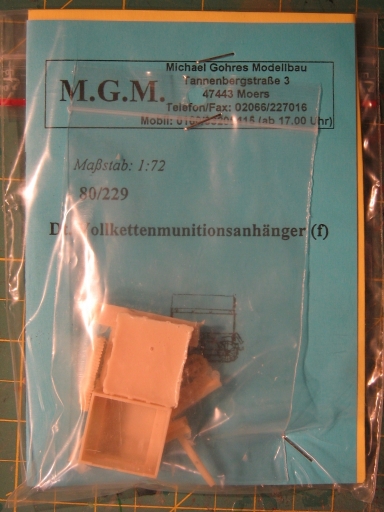 M.G.M.
Michael Gohres Modellbau
Tannenbergstraße 3
47443 Moers
Telefon/Fax: 02066/227016
Mobil: (ab 17.00 Uhr)
Maßstab: 1:72
80/229
Vollkettenmunitionsanhänger (f)